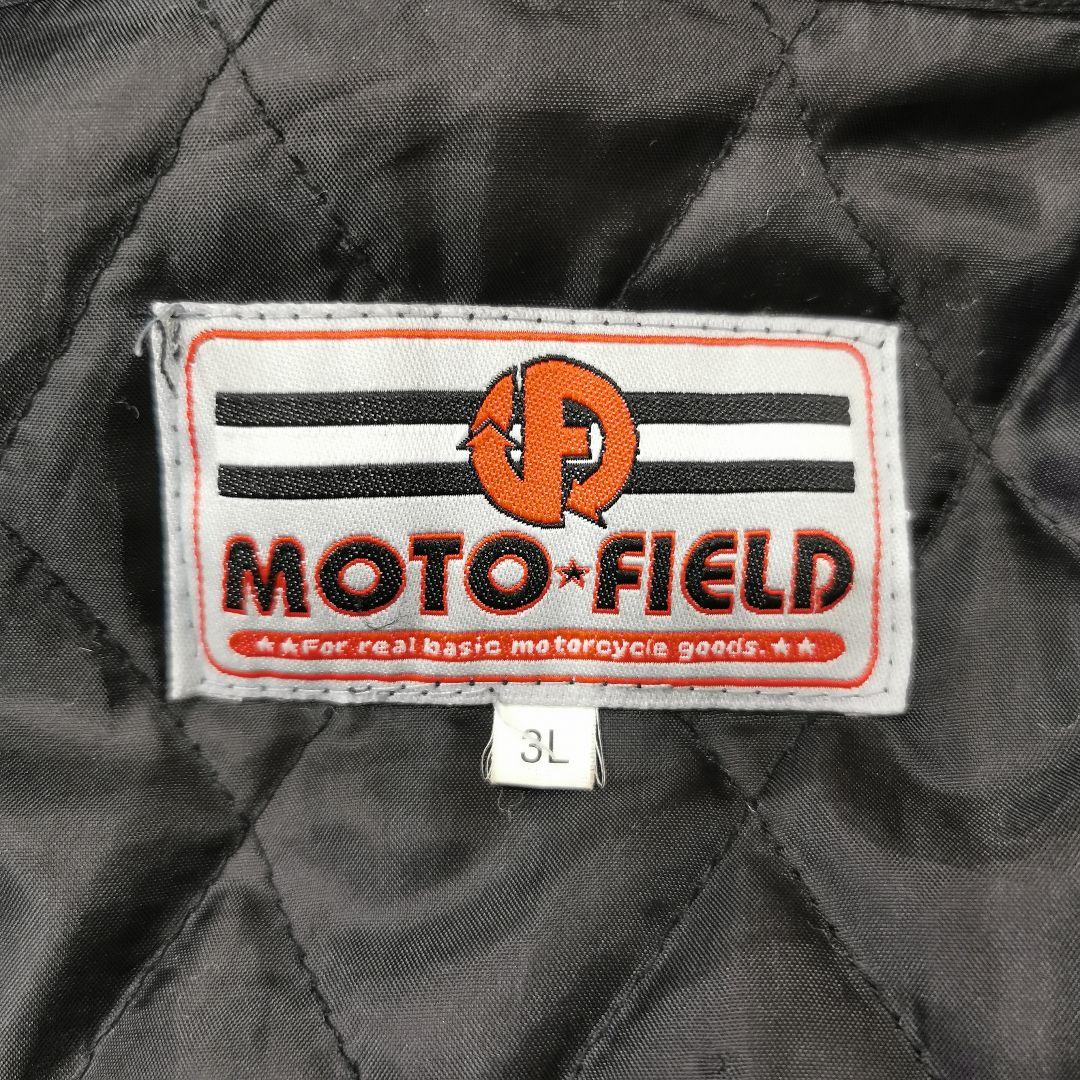 F
MOTO★FIELD
★★For real basic motorcycle goods.★★
3L